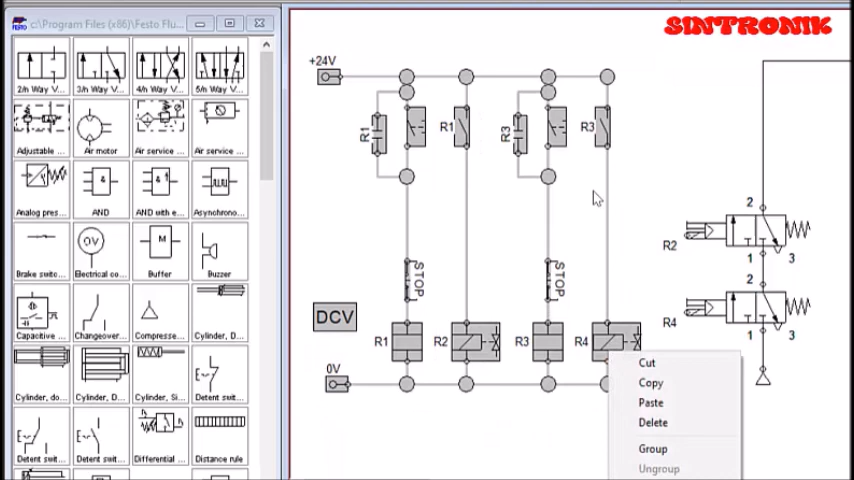 c:\Program Files (x86)\Festo Flu...
SINTRONIK
FESTO
2/n Way V...
3/n Way V...
4/n Way V...
5/n Way V...
Adjustable ...
Air motor
Air service ...
Air service ...
Analog pres...
AND
AND with e...
Asynchrono...
0V
M
Brake switc...
Electrical co...
Buffer
Buzzer
Capacitive ...
Changeover...
Compresse...
Cylinder, D...
Cylinder, do...
Cylinder, D...
Cylinder, Si...
Detent swit...
Detent swit...
Detent swit...
Differential ...
Distance rule
+24V
R1
R1
R3
R3
STOP
STOP
DCV
R1
R2
R3
R4
0V
2
R2
1
3
2
R4
1
3
Cut
Copy
Paste
Delete
Group
Ungroup